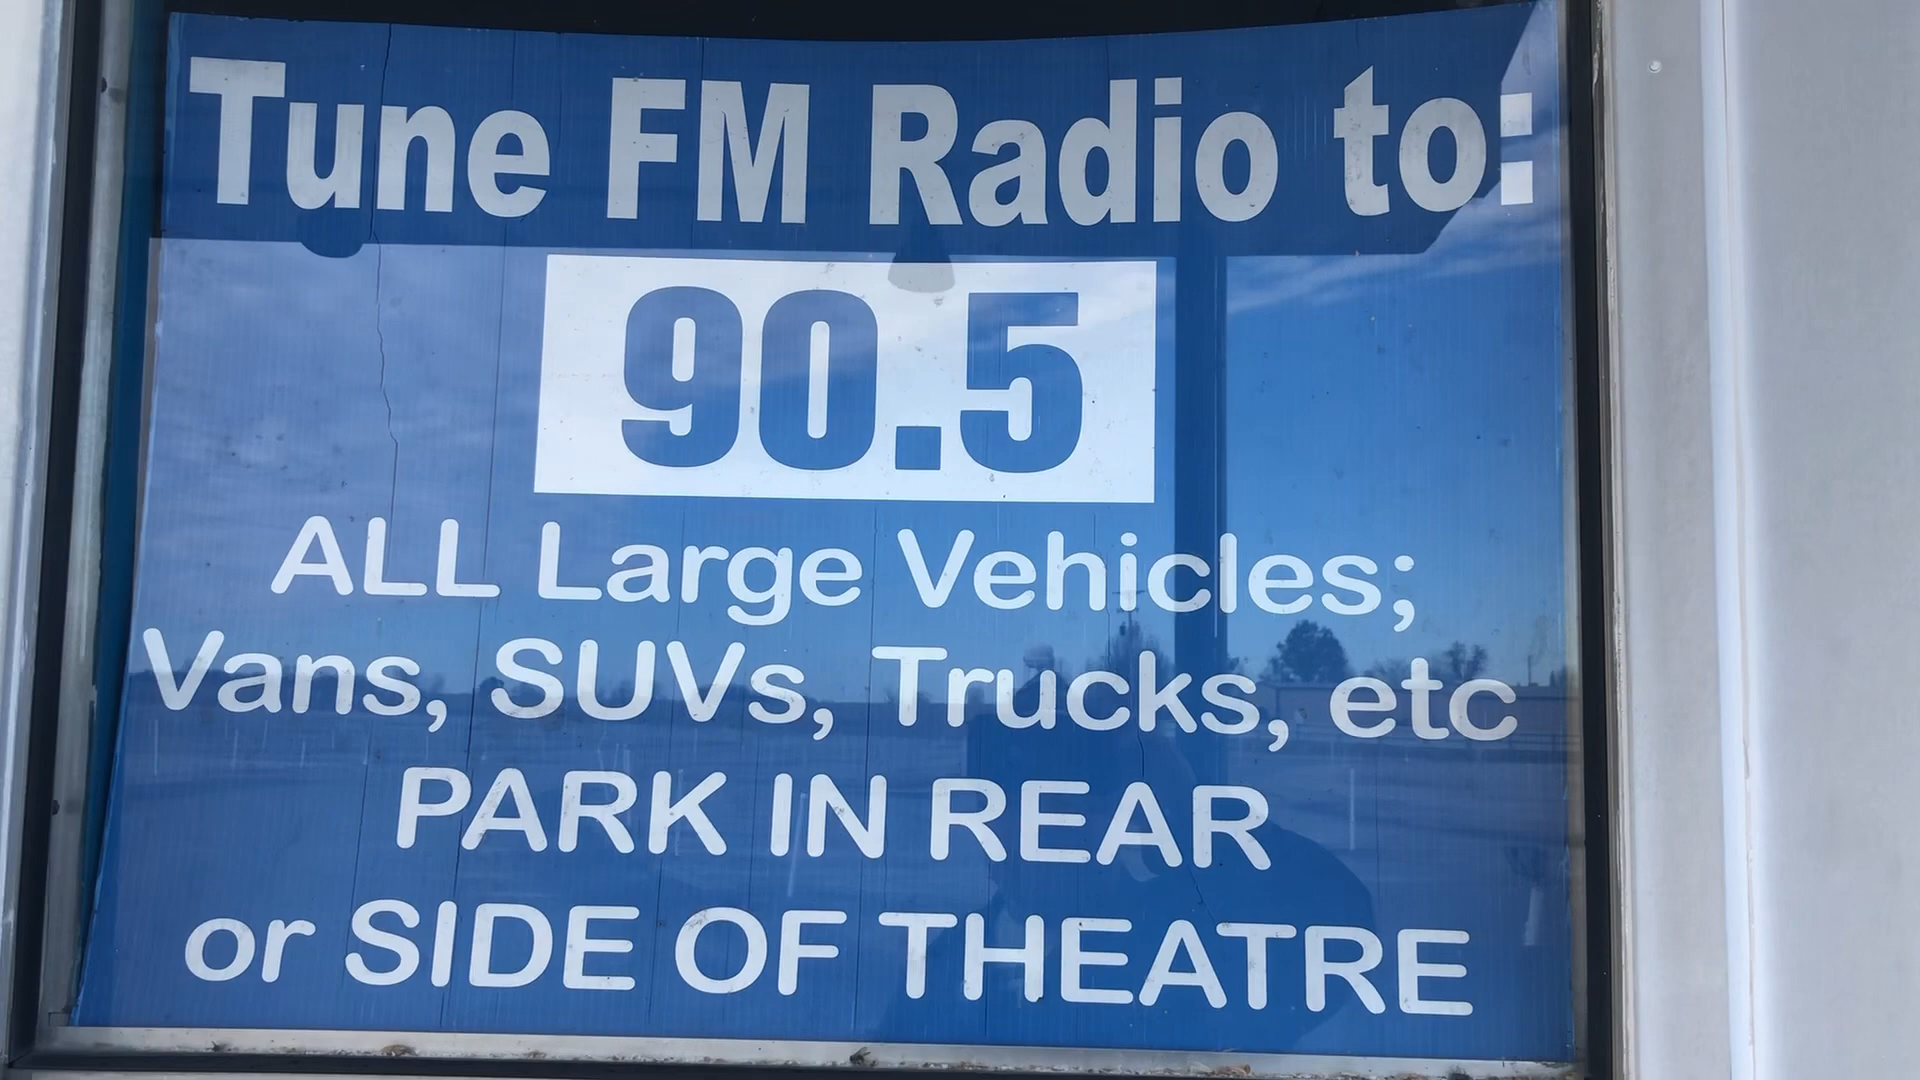 Tune FM Radio to:
90.5
ALL Large Vehicles;
Vans, SUVs, Trucks, etc
PARK IN REAR
or SIDE OF THEATRE